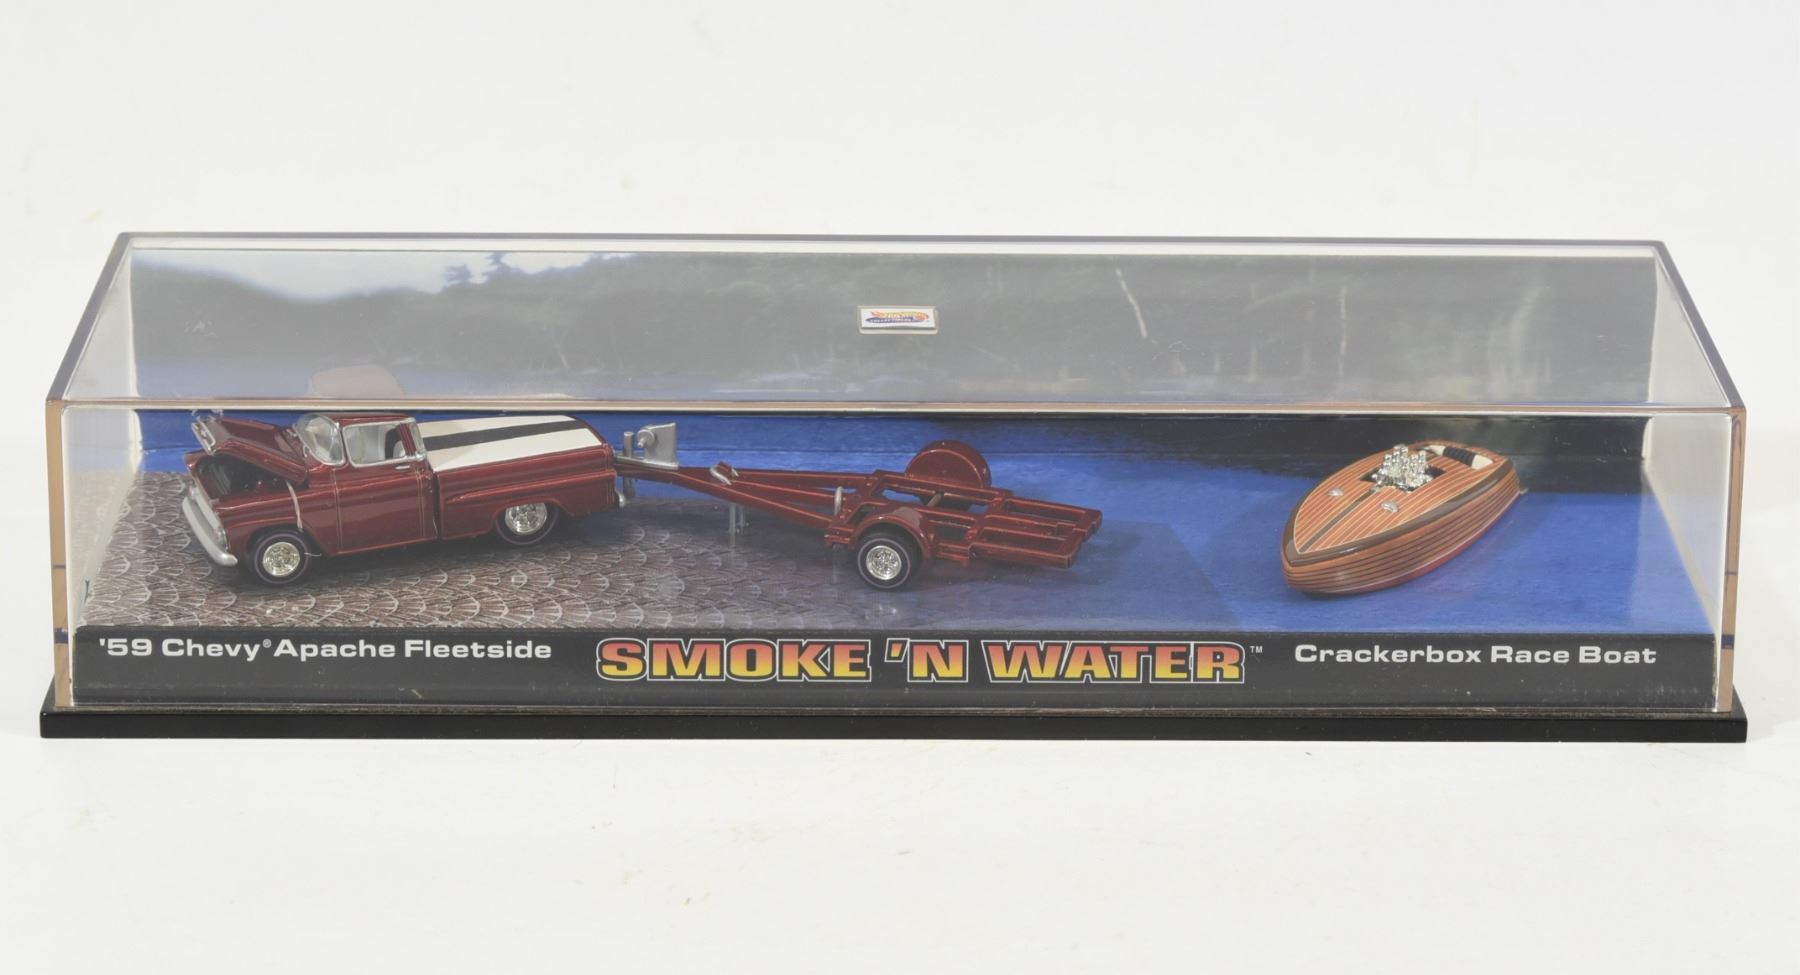 '59 Chevy® Apache Fleetside
SMOKE 'N WATER™
Crackerbox Race Boat